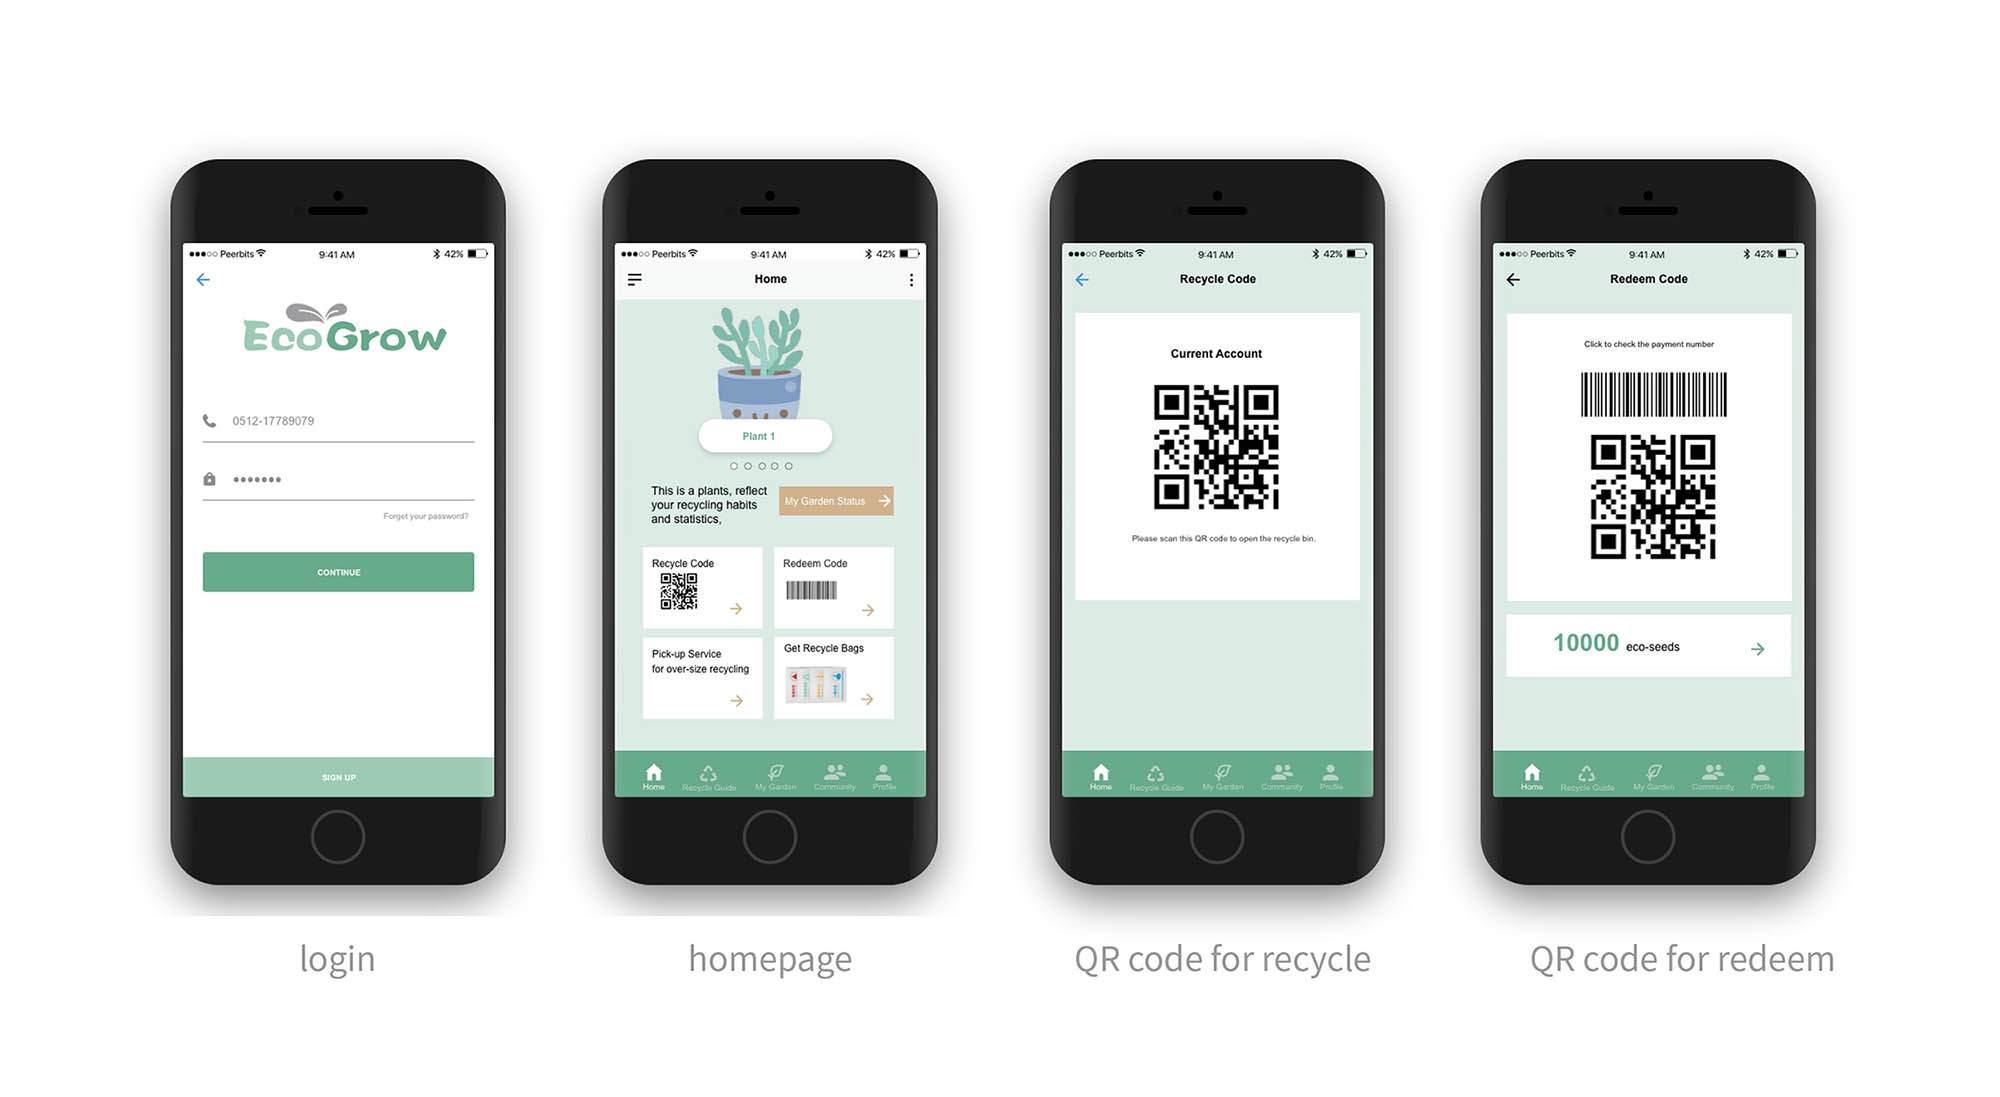 Peerbits 9:41 AM 42%
EcoGrow
0512-17789079
•••••••
Forget your password?
CONTINUE
SIGN UP
login
Peerbits 9:41 AM 42%
Home
Plant 1
This is a plants, reflect
your recycling habits
and statistics,
My Garden Status
Recycle Code
Redeem Code
Pick-up Service
for over-size recycling
Get Recycle Bags
Home Recycle Guide My Garden Community Profile
homepage
Peerbits 9:41 AM 42%
Recycle Code
Current Account
Please scan this QR code to open the recycle bin.
Home Recycle Guide My Garden Community Profile
QR code for recycle
Peerbits 9:41 AM 42%
Redeem Code
Click to check the payment number
10000 eco-seeds
Home Recycle Guide My Garden Community Profile
QR code for redeem